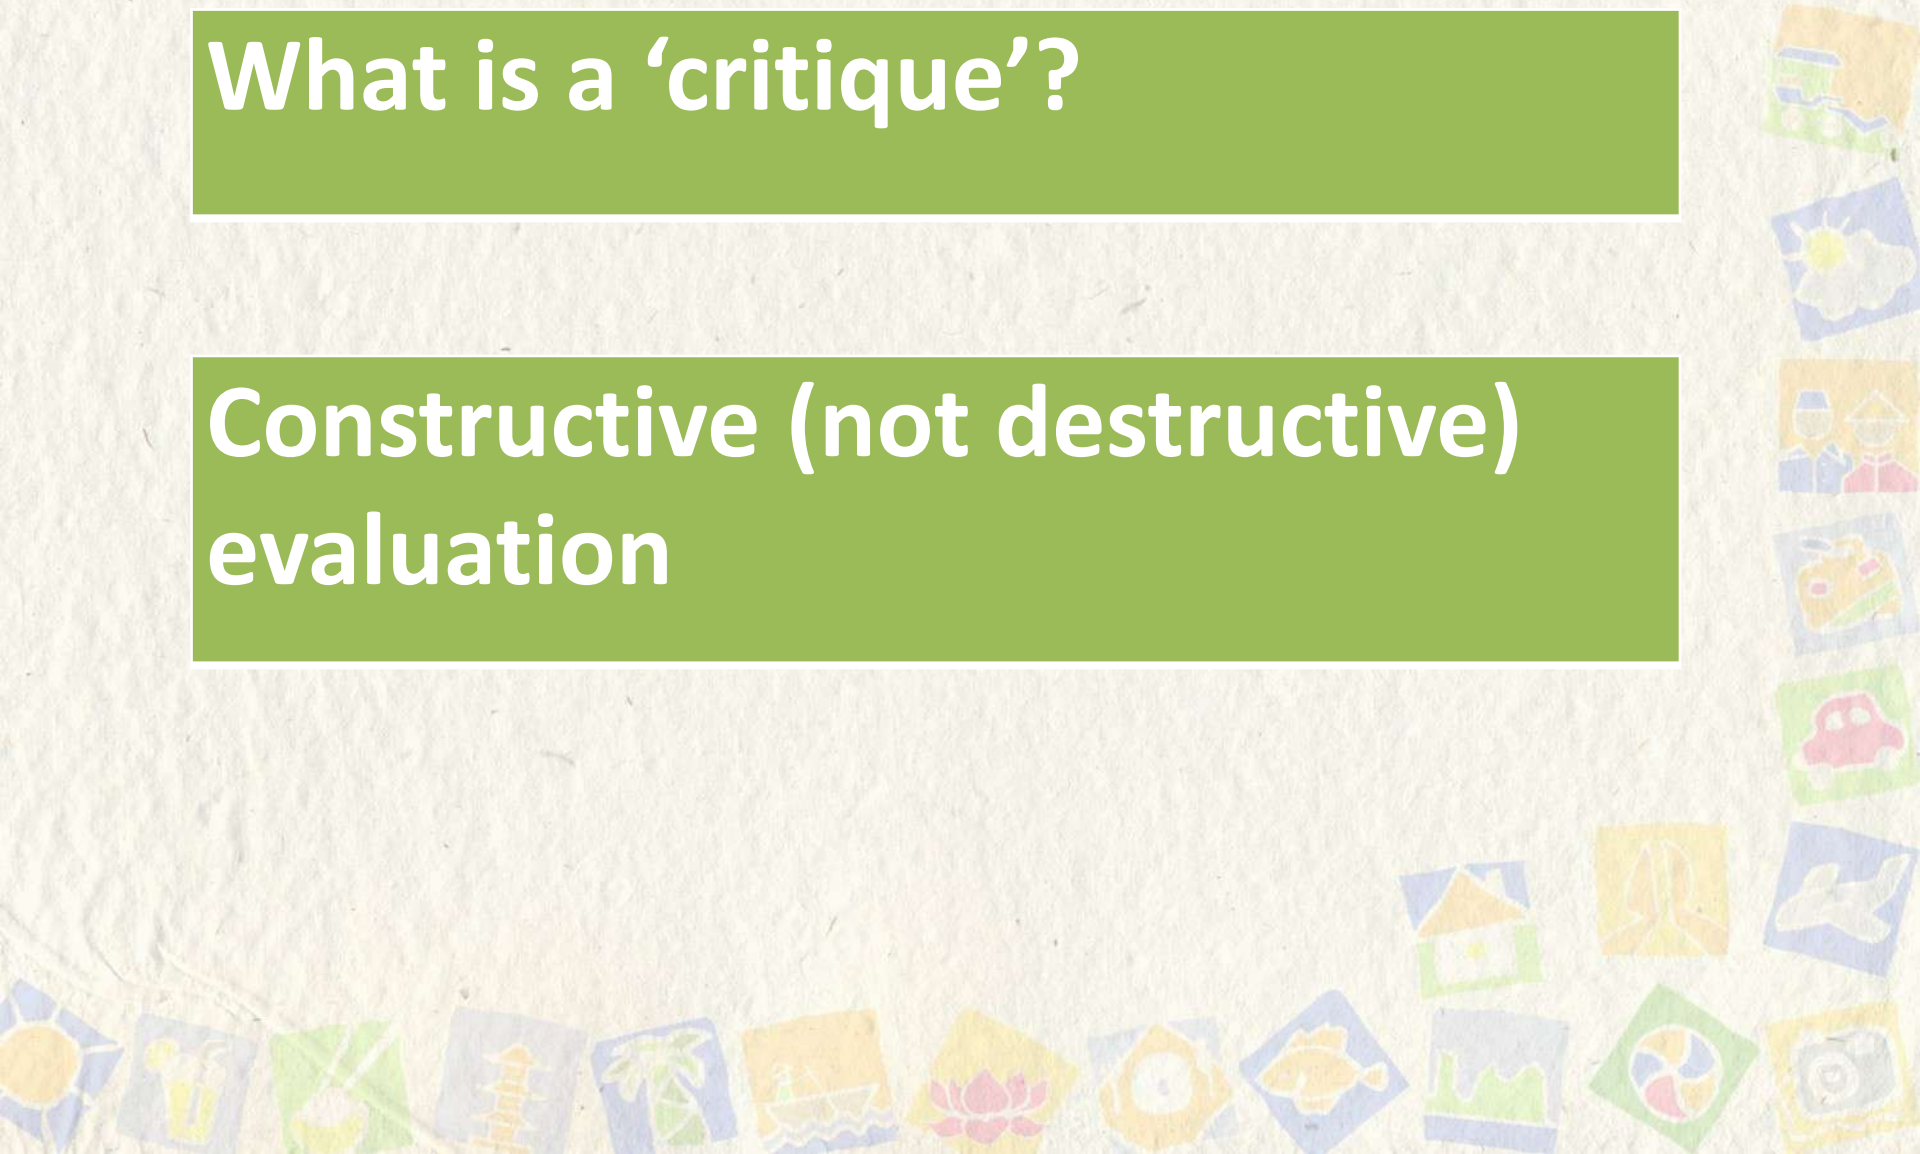 What is a ‘critique’?
Constructive (not destructive)
evaluation